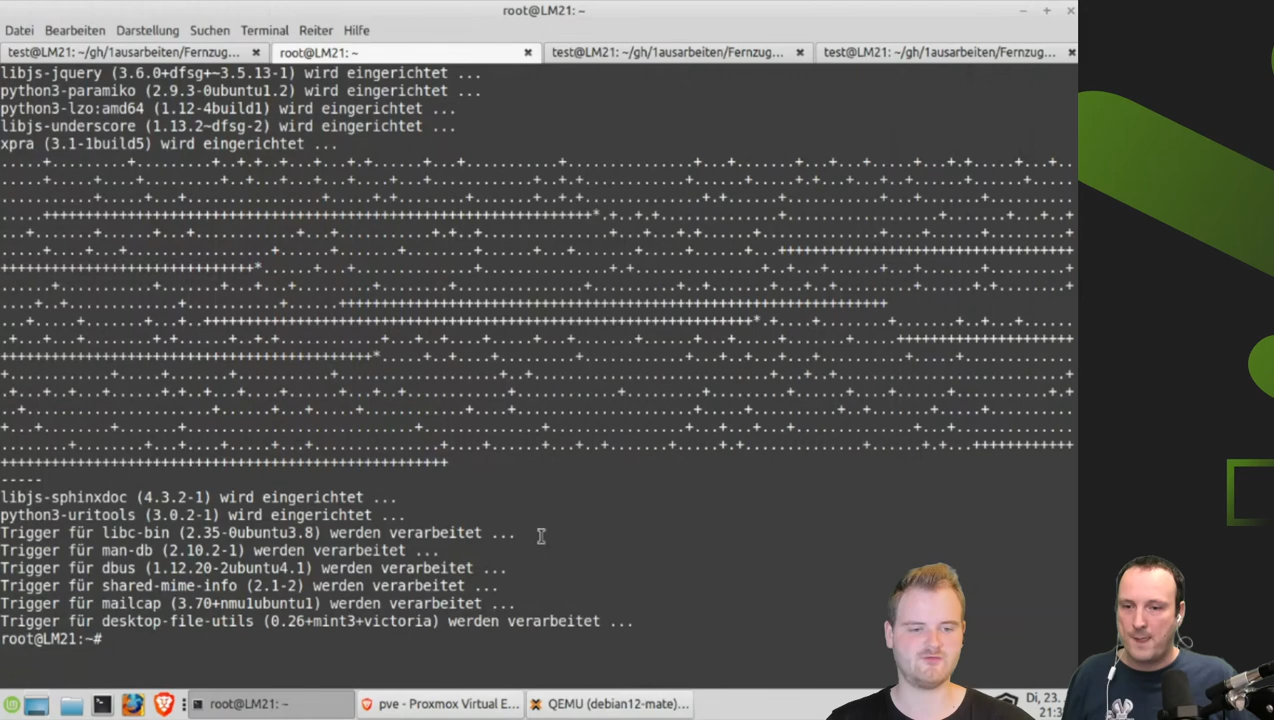 root@LM21: ~
Datei Bearbeiten Darstellung Suchen Terminal Reiter Hilfe
test@LM21: ~/gh/1ausarbeiten/Fernzug... root@LM21: ~ test@LM21: ~/gh/1ausarbeiten/Fernzug... test@LM21: ~/gh/1ausarbeiten/Fernzug...
libjs-jquery (3.6.0+dfsg+~3.5.13-1) wird eingerichtet ...
python3-paramiko (2.9.3-0ubuntu1.2) wird eingerichtet ...
python3-lzo:amd64 (1.12-4build1) wird eingerichtet ...
libjs-underscore (1.13.2~dfsg-2) wird eingerichtet ...
xpra (3.1-1build5) wird eingerichtet ...
-----
libjs-sphinxdoc (4.3.2-1) wird eingerichtet ...
python3-uritools (3.0.2-1) wird eingerichtet ...
Trigger für libc-bin (2.35-0ubuntu3.8) werden verarbeitet ...
Trigger für man-db (2.10.2-1) werden verarbeitet ...
Trigger für dbus (1.12.20-2ubuntu4.1) werden verarbeitet ...
Trigger für shared-mime-info (2.1-2) werden verarbeitet ...
Trigger für mailcap (3.70+nmu1ubuntu1) werden verarbeitet ...
Trigger für desktop-file-utils (0.26+mint3+victoria) werden verarbeitet ...
root@LM21:~#
root@LM21: ~ pve - Proxmox Virtual E... QEMU (debian12-mate)... Di, 23.